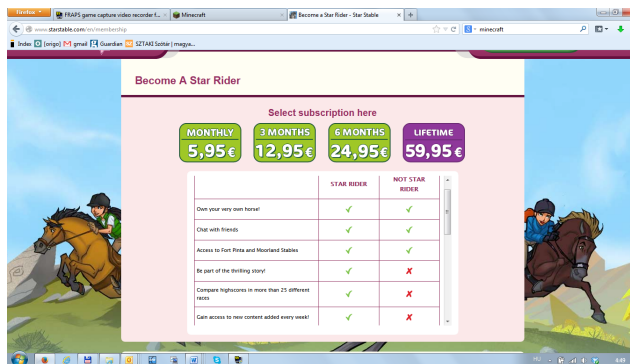 Firefox
FRAPS game capture video recorder f...
Minecraft
Become a Star Rider - Star Stable
www.starstable.com/en/membership
minecraft
Index [origo] gmail Guardian SZTAKI Szótár | magya...
Become A Star Rider
Select subscription here
MONTHLY
5,95€
3 MONTHS
12,95€
6 MONTHS
24,95€
LIFETIME
59,95€
STAR RIDER
NOT STAR RIDER
Own your very own horse!
Chat with friends
Access to Fort Pinta and Moorland Stables
Be part of the thrilling story!
Compare highscores in more than 25 different
races
Gain access to new content added every week!
HU
4:49